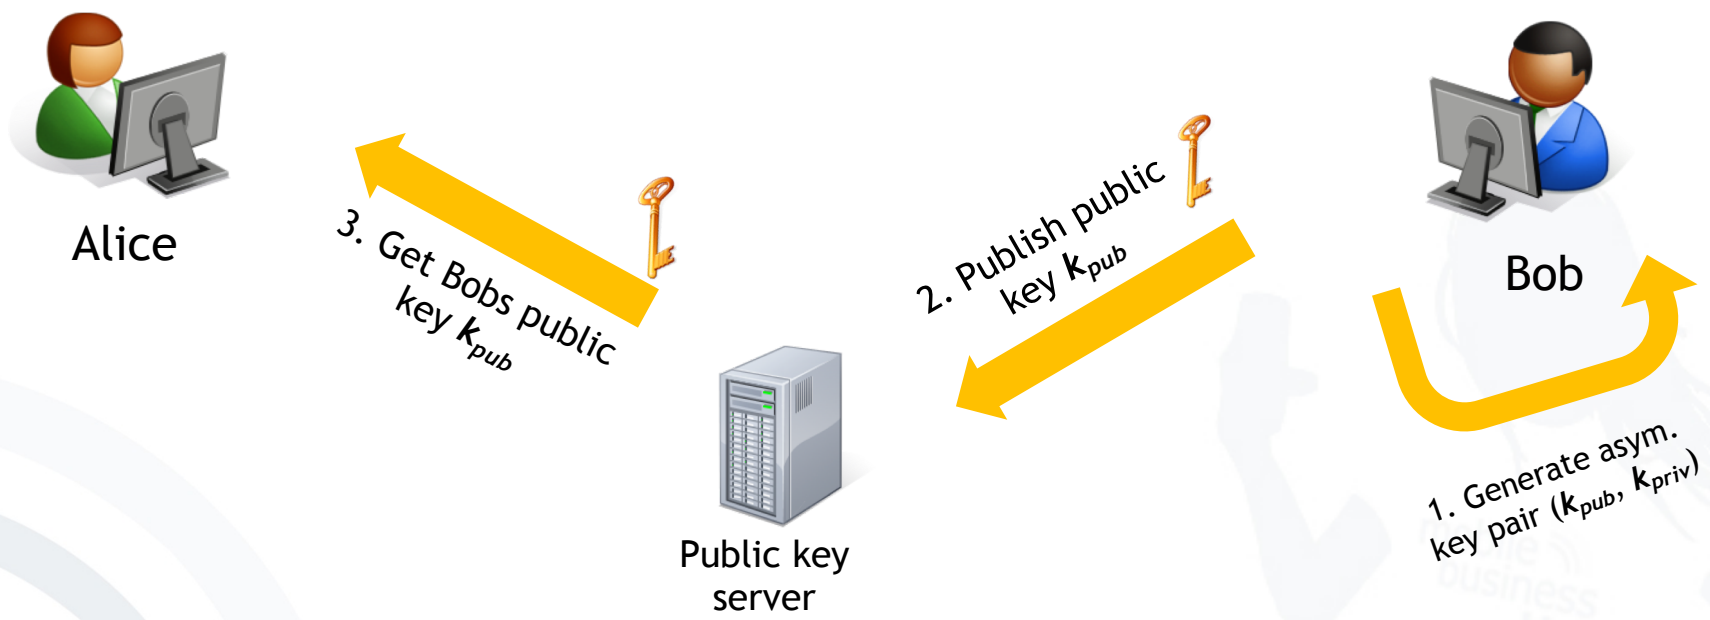 Alice
3. Get Bobs public
key kpub
2. Publish public
key kpub
Bob
1. Generate asym.
key pair (kpub, kpriv)
Public key
server
business